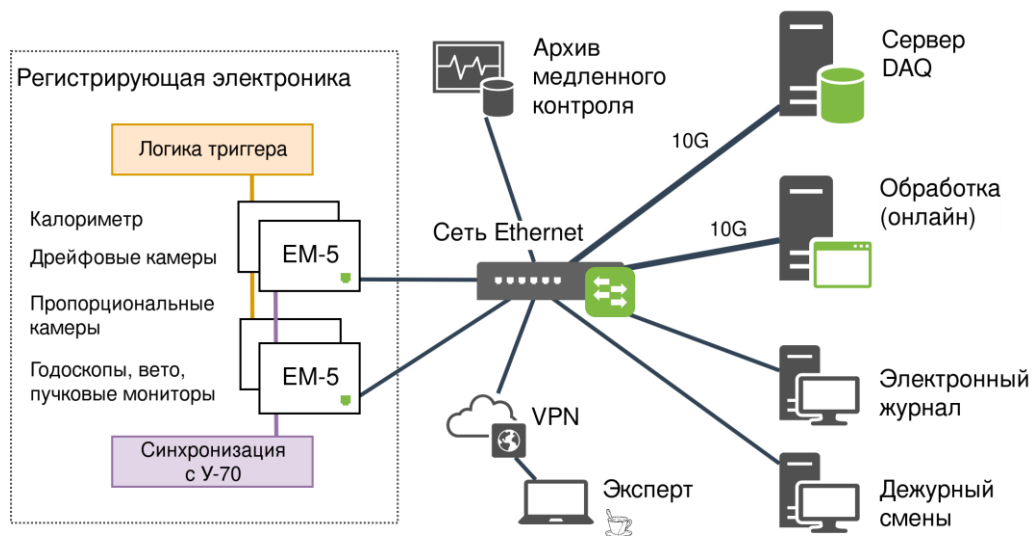 Регистрирующая электроника
Логика триггера
Калориметр
Дрейфовые камеры
Пропорциональные
камеры
Годоскопы, вето,
пучковые мониторы
EM-5
EM-5
Синхронизация
с У-70
Архив
медленного
контроля
Сеть Ethernet
10G
10G
VPN
Эксперт
Сервер
DAQ
Обработка
(онлайн)
Электронный
журнал
Дежурный
смены